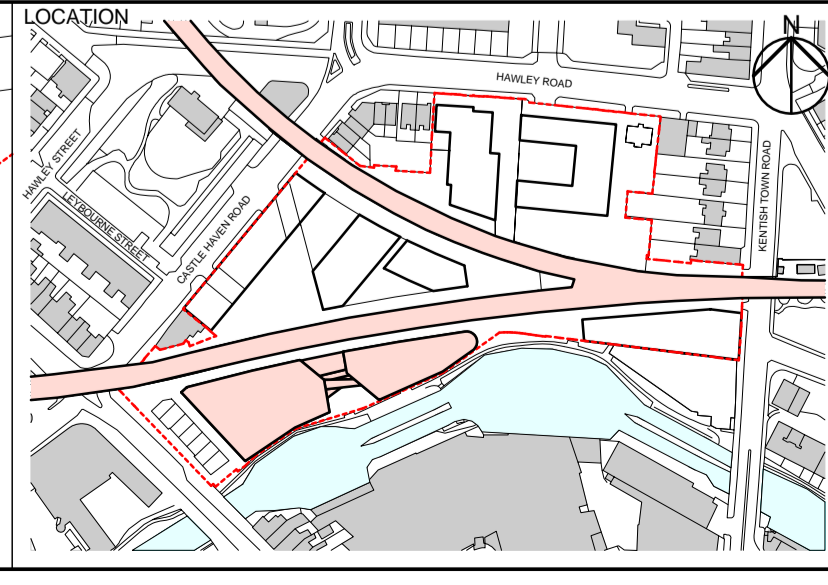 LOCATION
N
HAWLEY ROAD
HAWLEY STREET
LEYBOURNE STREET
CASTLE HAVEN ROAD
KENTISH TOWN ROAD